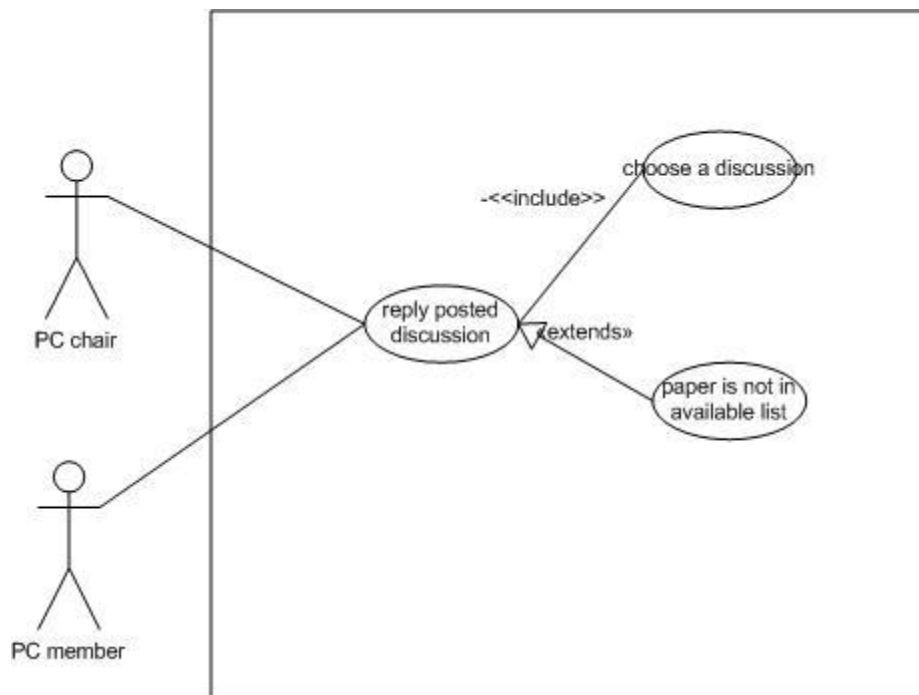 choose a discussion
-<<include>>
reply posted
discussion
«extends»
PC chair
paper is not in
available list
PC member